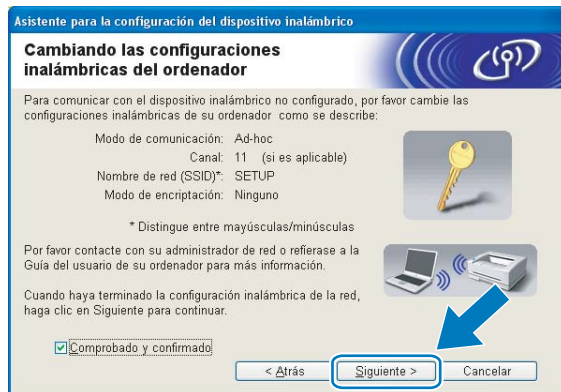 Asistente para la configuración del dispositivo inalámbrico
Cambiando las configuraciones
inalámbricas del ordenador
Para comunicar con el dispositivo inalámbrico no configurado, por favor cambie las
configuraciones inalámbricas de su ordenador como se describe:
Modo de comunicación: Ad-hoc
Canal: 11 (si es aplicable)
Nombre de red (SSID)*: SETUP
Modo de encriptación: Ninguno
* Distingue entre mayúsculas/minúsculas
Por favor contacte con su administrador de red o refíerase a la
Guía del usuario de su ordenador para más información.
Cuando haya terminado la configuración inalámbrica de la red,
haga clic en Siguiente para continuar.
Comprobado y confirmado
< Atrás Siguiente > Cancelar